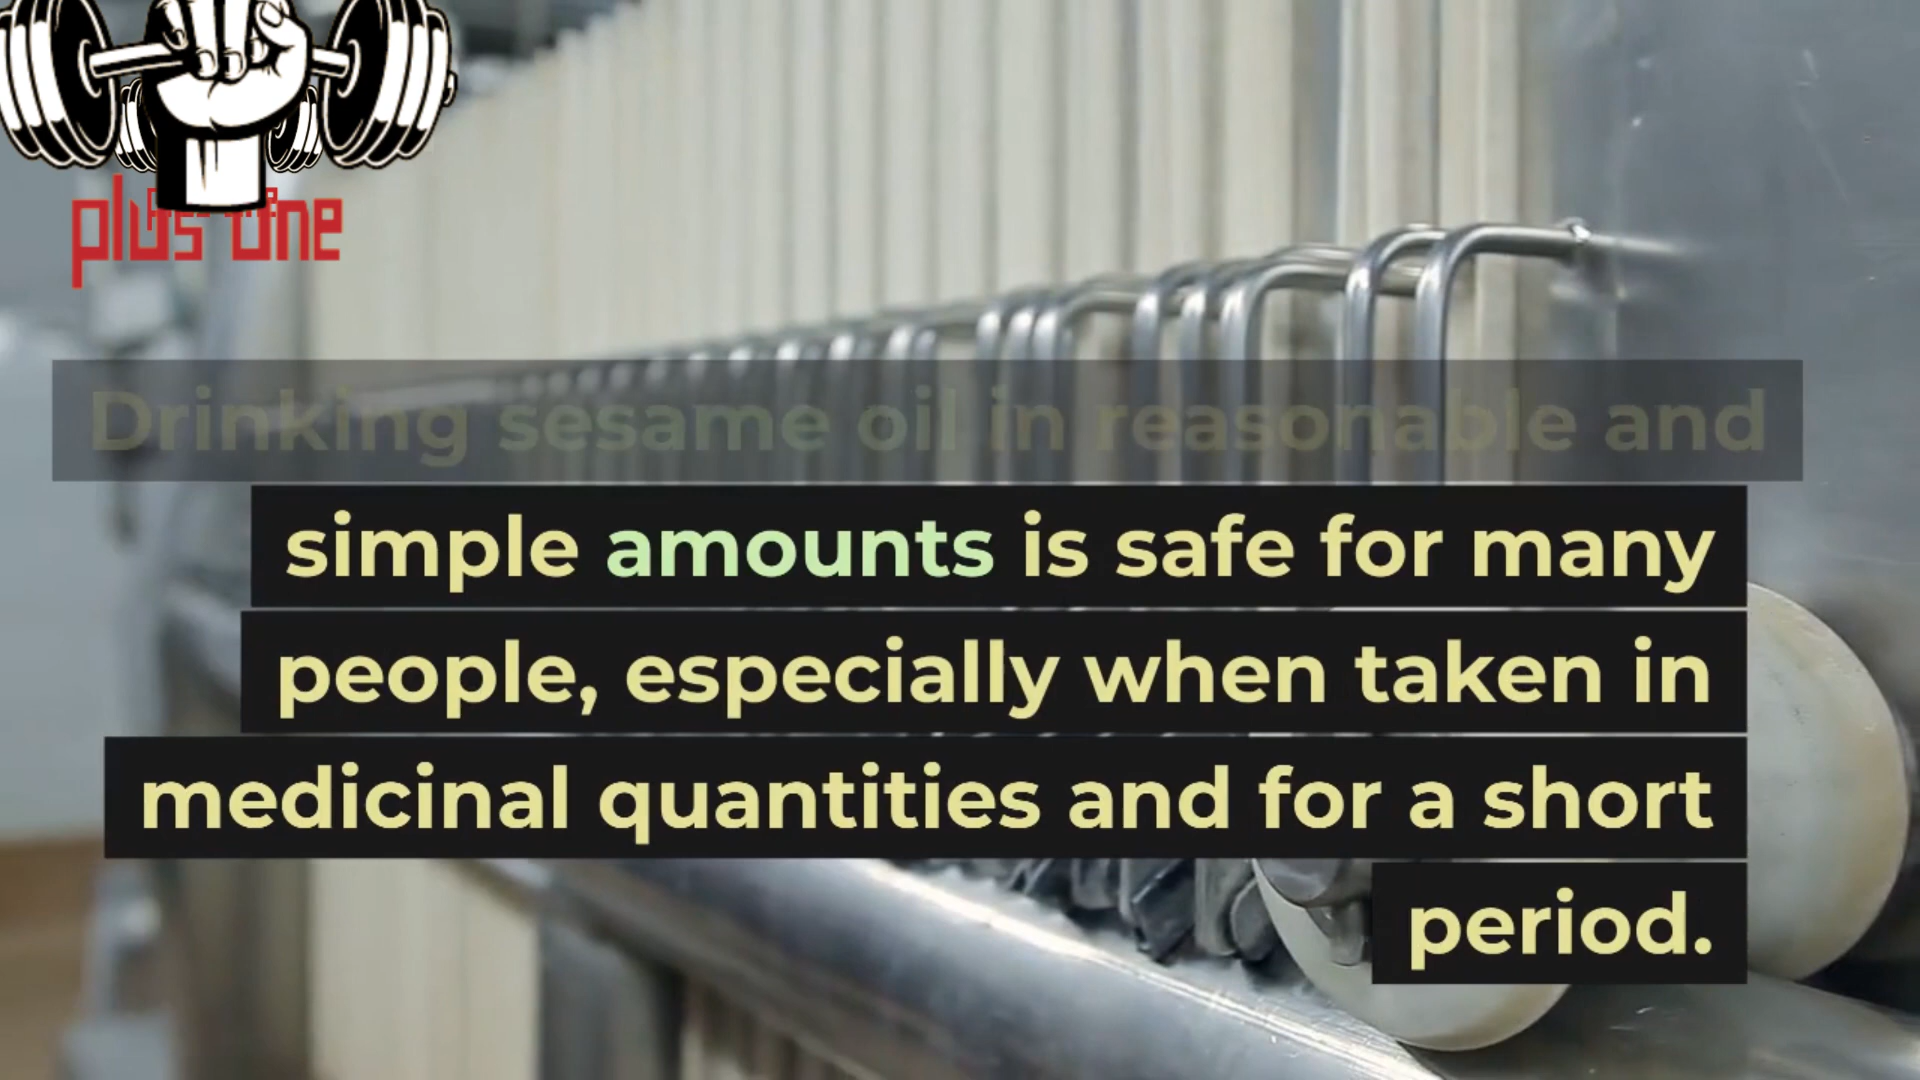 plus one
Drinking sesame oil in reasonable and
simple amounts is safe for many
people, especially when taken in
medicinal quantities and for a short
period.